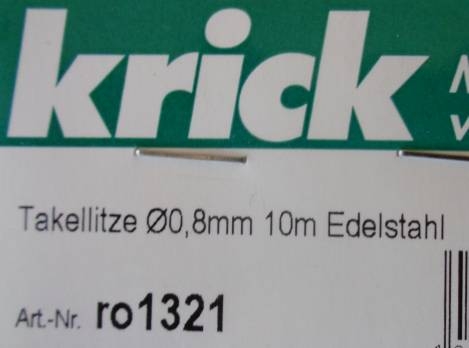 krick
Takellitze Ø0,8mm 10m Edelstahl
Art.-Nr. ro1321